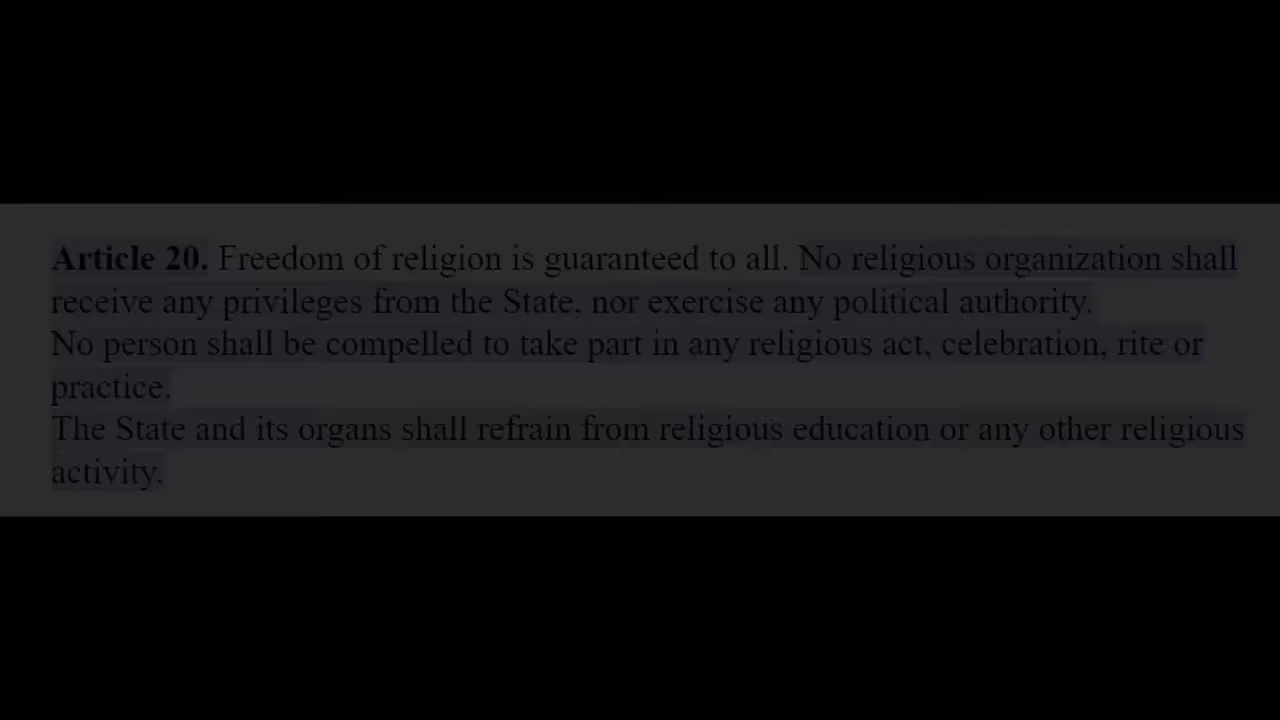 Article 20. Freedom of religion is guaranteed to all. No religious organization shall
receive any privileges from the State, nor exercise any political authority.
No person shall be compelled to take part in any religious act, celebration, rite or
practice.
The State and its organs shall refrain from religious education or any other religious
activity.